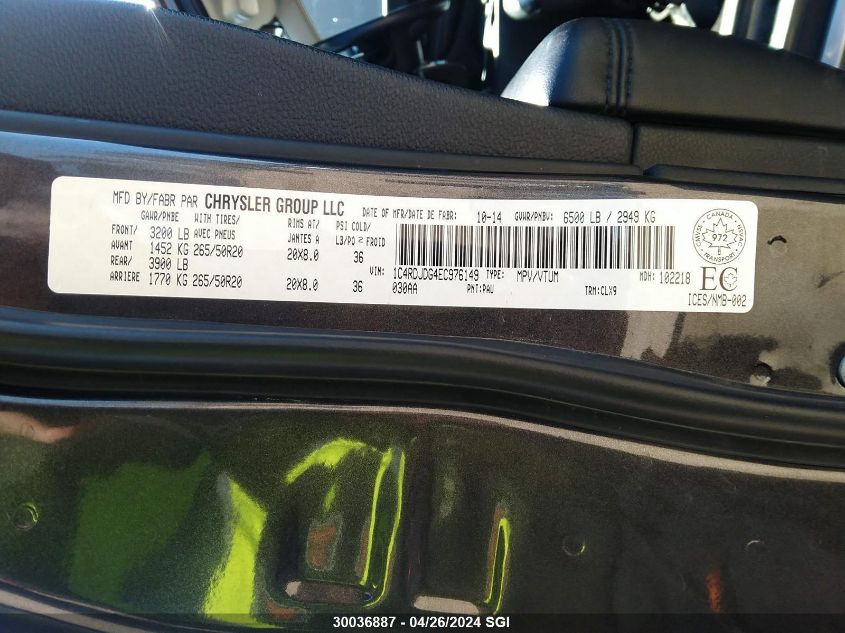 MFD BY/FABR PAR CHRYSLER GROUP LLC DATE OF MFR/DATE DE FABR: 10-14 GVWR/PNBV: 6500 LB / 2949 KG
GAWR/PNBE WITH TIRES/ RIMS AT/ PSI COLD/
FRONT/ 3200 LB AVEC PNEUS JANTES A LB/PO 2 FROID
AVANT 1452 KG 265/50R20 20X8.0 36
REAR/ 3900 LB
ARRIERE 1770 KG 265/50R20 20X8.0 36
VIN: 1C4RDJDG4EC976149 TYPE: MPV/VTUM MDH: 102218
030AA PNT: PAU TRM: CLX9
CANADA
972
EC
ICES/NMB-002
30036887 - 04/26/2024 SGI